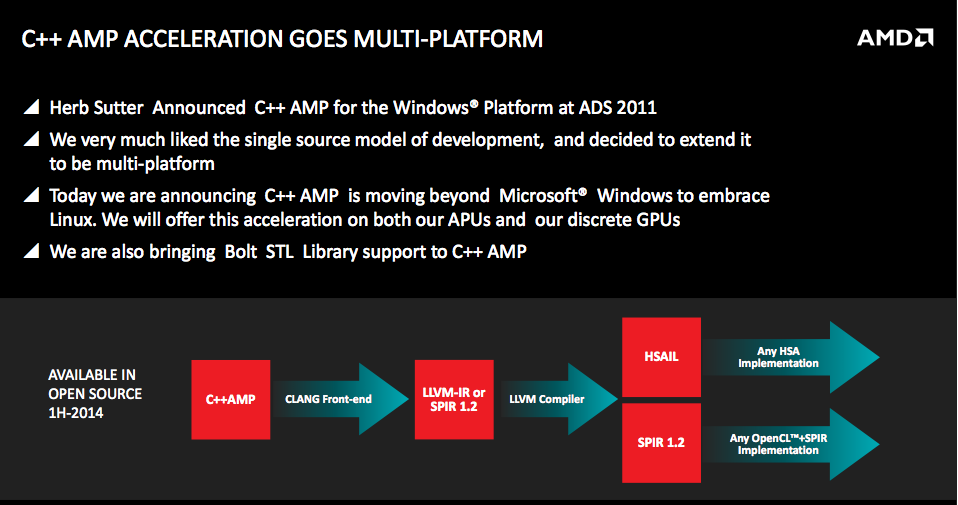 C++ AMP ACCELERATION GOES MULTI-PLATFORM
AMD
Herb Sutter Announced C++ AMP for the Windows® Platform at ADS 2011
We very much liked the single source model of development, and decided to extend it
to be multi-platform
Today we are announcing C++ AMP is moving beyond Microsoft® Windows to embrace
Linux. We will offer this acceleration on both our APUs and our discrete GPUs
We are also bringing Bolt STL Library support to C++ AMP
AVAILABLE IN
OPEN SOURCE
1H-2014
C++AMP
CLANG Front-end
LLVM-IR or
SPIR 1.2
LLVM Compiler
HSAIL
Any HSA
Implementation
SPIR 1.2
Any OpenCL™+SPIR
Implementation